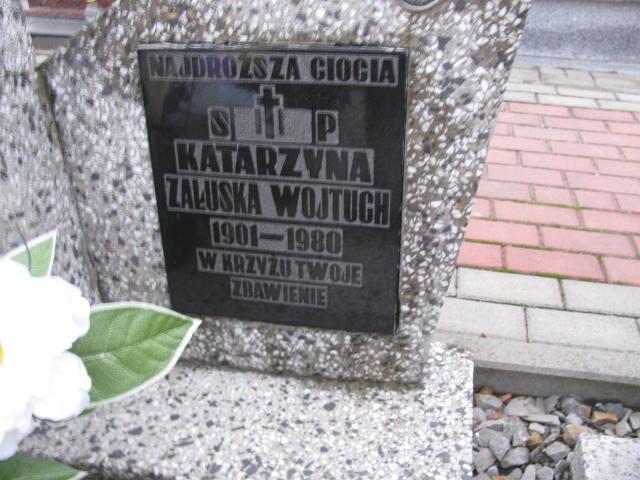 NAJDROŻSZA CIOCIA
S P
KATARZYNA
ZAŁUSKA WOJTUCH
1901-1980
W KRZYŻU TWOJE
ZBAWIENIE